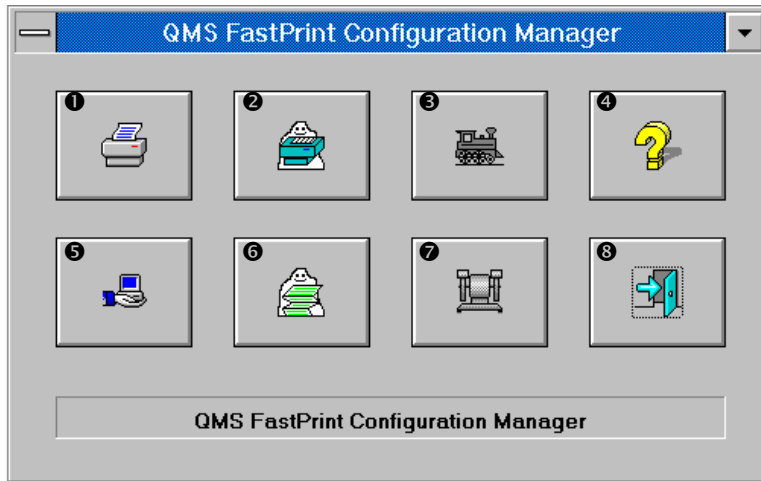 QMS FastPrint Configuration Manager
❶ ❷ ❸ ❹
❺ ❻ ❼ ❽
QMS FastPrint Configuration Manager